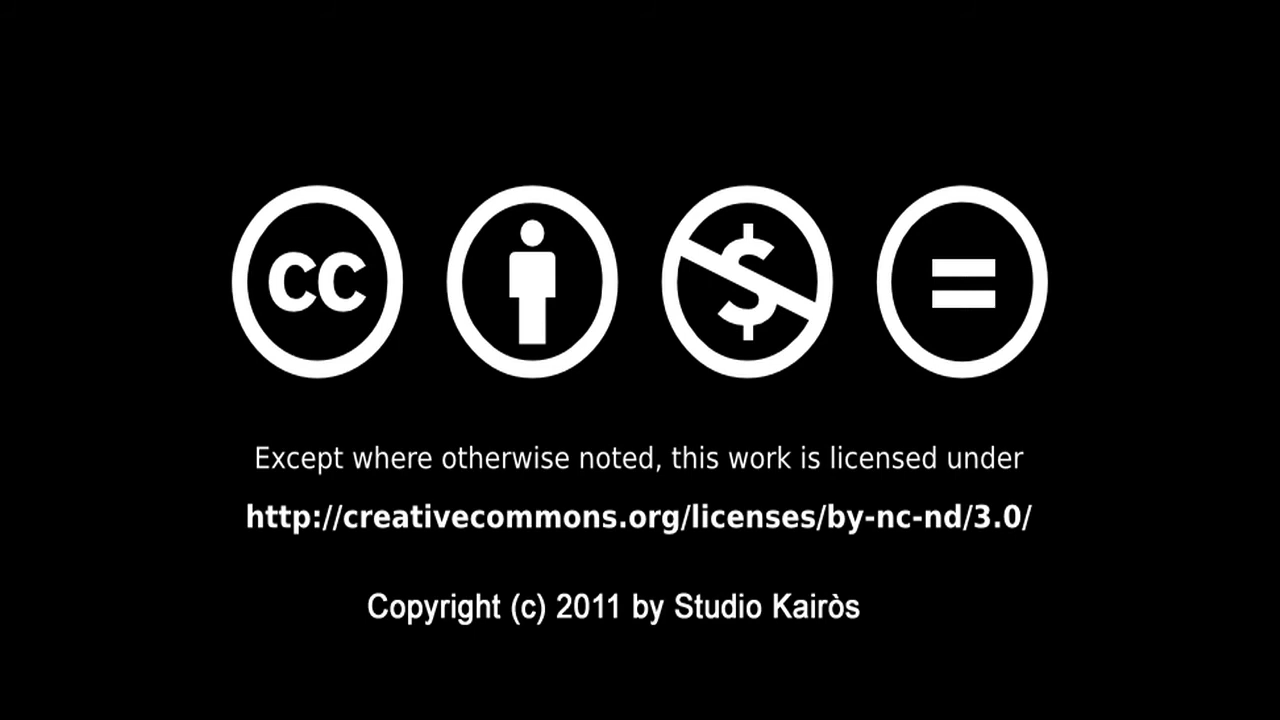 cc
$
=
Except where otherwise noted, this work is licensed under
http://creativecommons.org/licenses/by-nc-nd/3.0/
Copyright (c) 2011 by Studio Kairòs